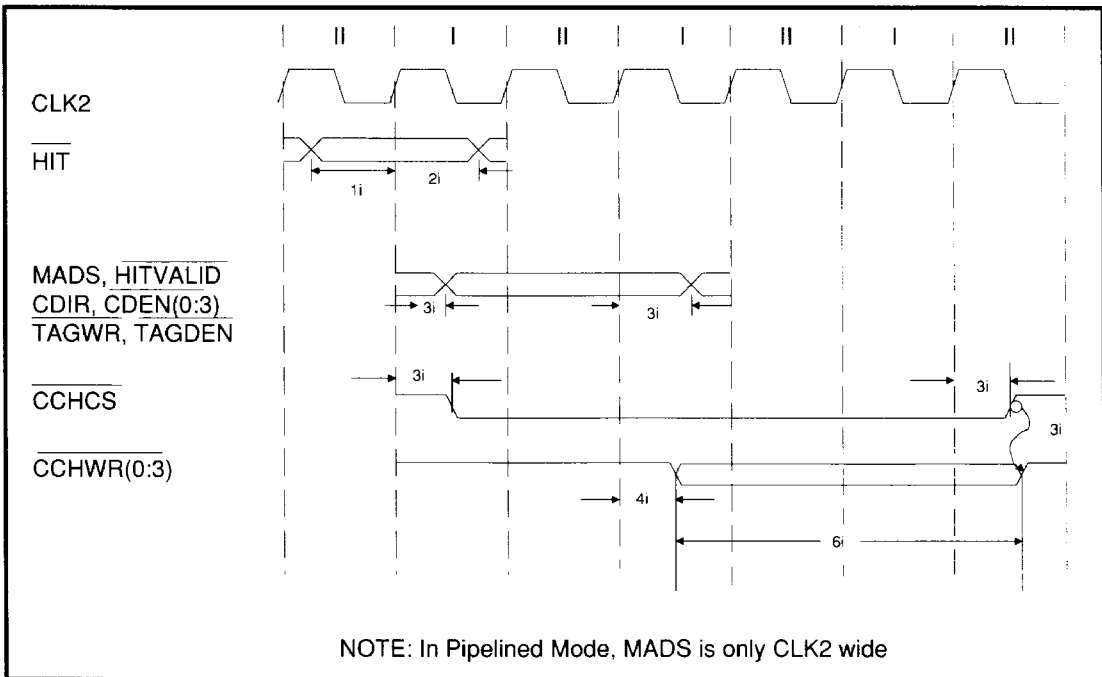 II I II I II I II
CLK2
HIT
1i 2i
MADS, HITVALID
CDIR, CDEN(0:3)
TAGWR, TAGDEN
3i 3i
CCHCS
3i 3i
3i
CCHWR(0:3)
4i
6i
NOTE: In Pipelined Mode, MADS is only CLK2 wide